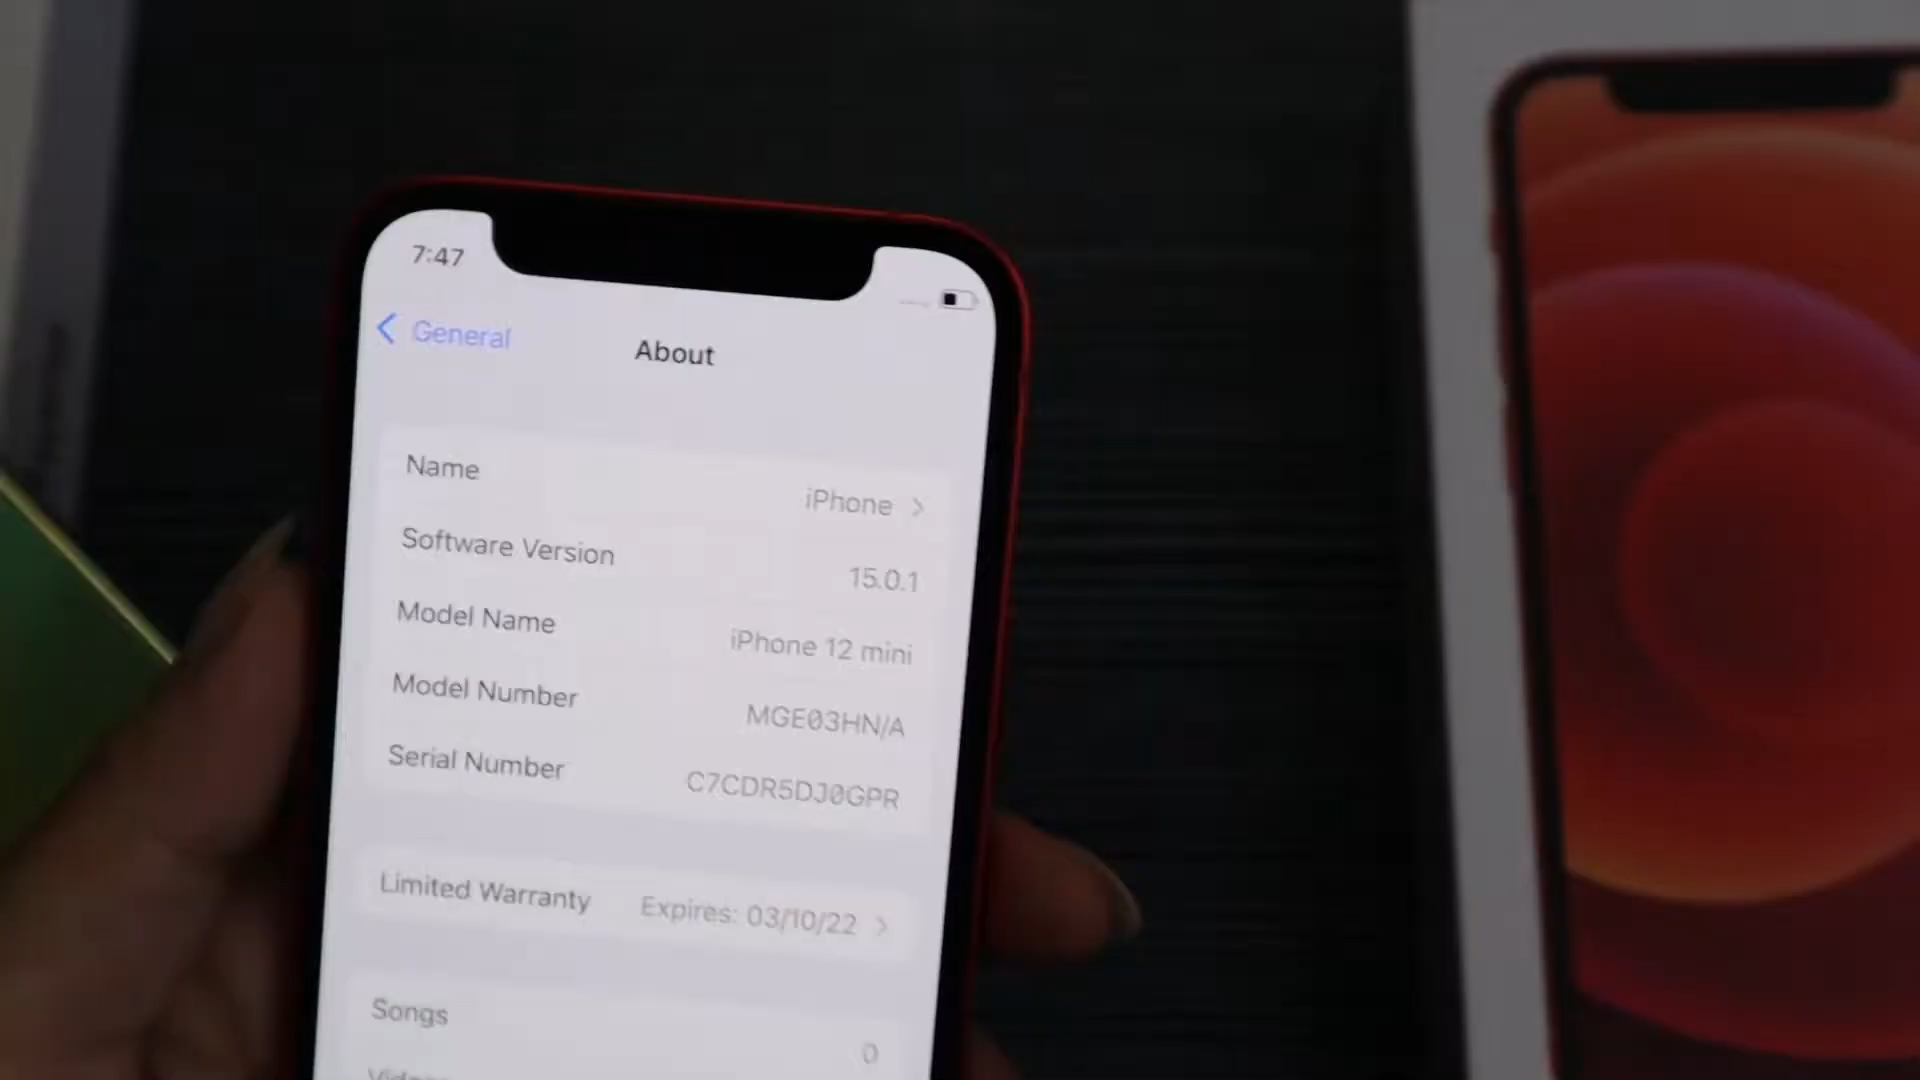 7:47
General
About
Name
iPhone
Software Version
15.0.1
Model Name
iPhone 12 mini
Model Number
MGE03HN/A
Serial Number
C7CDR5DJ0GPR
Limited Warranty
Expires: 03/10/22
Songs
0